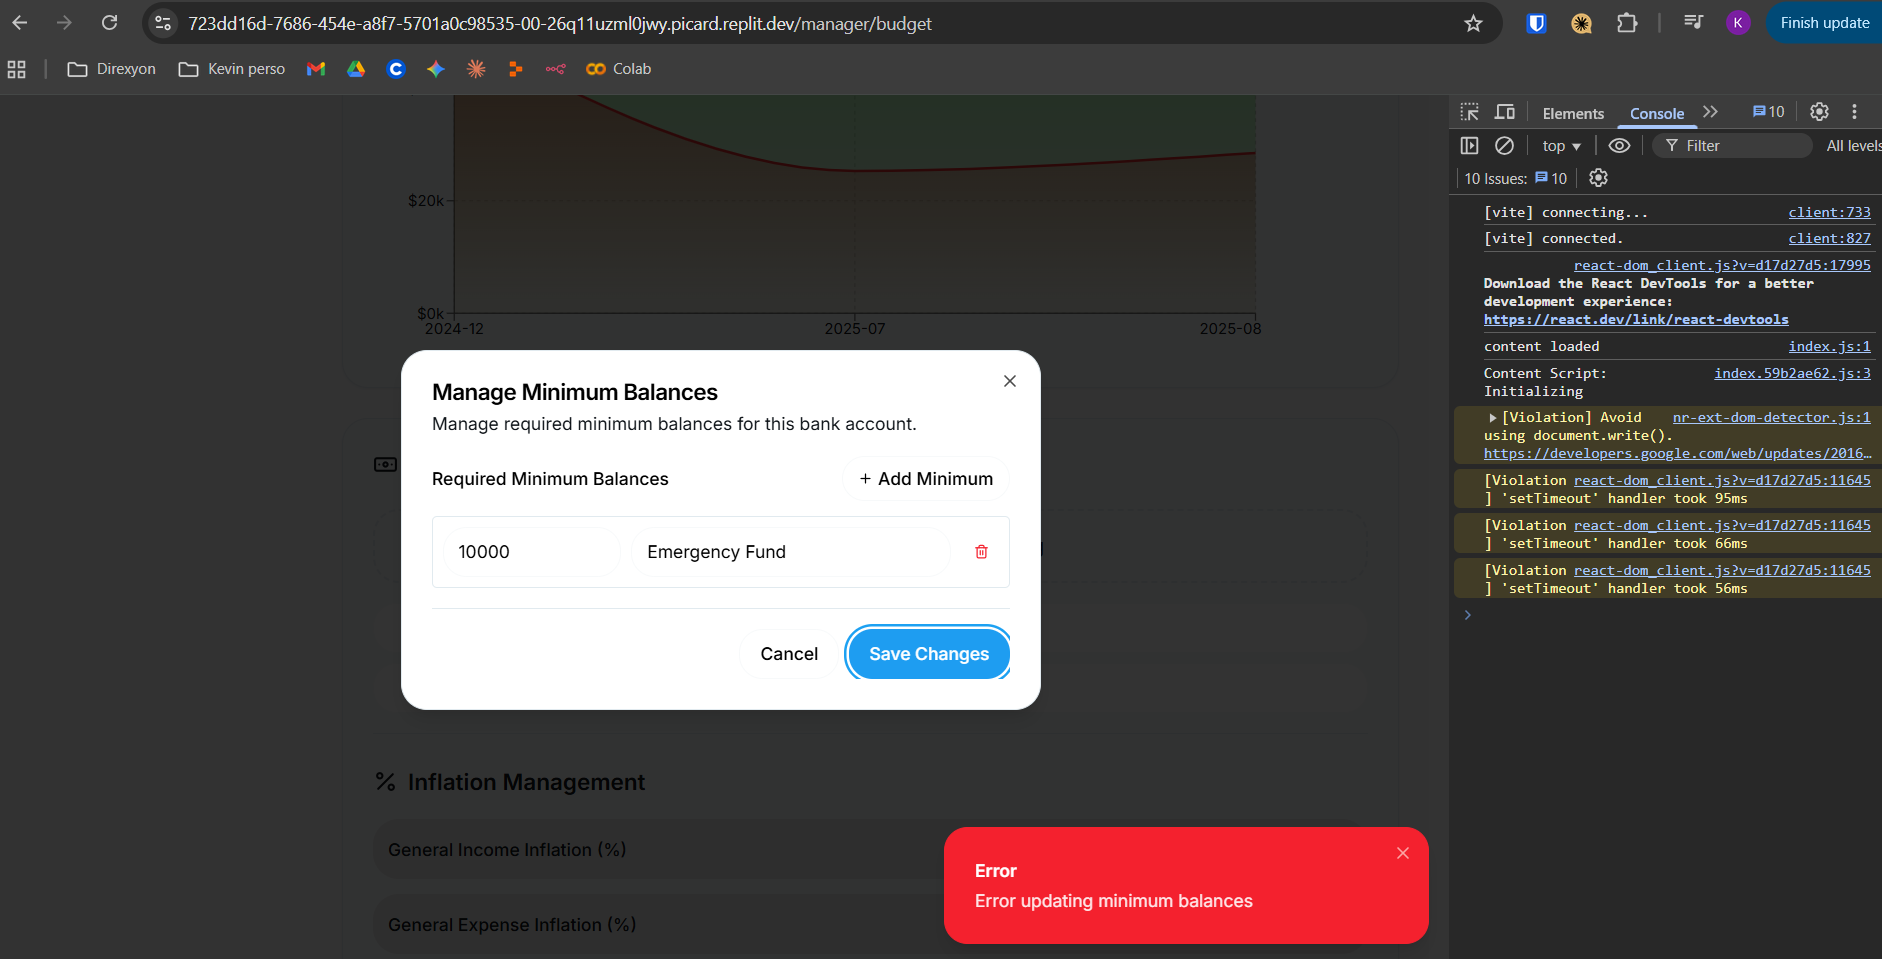 723dd16d-7686-454e-a8f7-5701a0c98535-00-26q11uzml0jwy.picard.replit.dev/manager/budget
K
Finish update
Direxyon
Kevin perso
Colab
$20k
$0k
2024-12
2025-07
2025-08
Manage Minimum Balances
Manage required minimum balances for this bank account.
Required Minimum Balances
+ Add Minimum
10000
Emergency Fund
Cancel
Save Changes
% Inflation Management
General Income Inflation (%)
General Expense Inflation (%)
Error
Error updating minimum balances
Elements
Console
10
top
Filter
All levels
10 Issues: 10
[vite] connecting... client:733
[vite] connected. client:827
react-dom_client.js?v=d17d27d5:17995
Download the React DevTools for a better
development experience:
https://react.dev/link/react-devtools
content loaded index.js:1
Content Script: index.59b2ae62.js:3
Initializing
[Violation] Avoid nr-ext-dom-detector.js:1
using document.write().
https://developers.google.com/web/updates/2016…
[Violation react-dom_client.js?v=d17d27d5:11645
] 'setTimeout' handler took 95ms
[Violation react-dom_client.js?v=d17d27d5:11645
] 'setTimeout' handler took 66ms
[Violation react-dom_client.js?v=d17d27d5:11645
] 'setTimeout' handler took 56ms